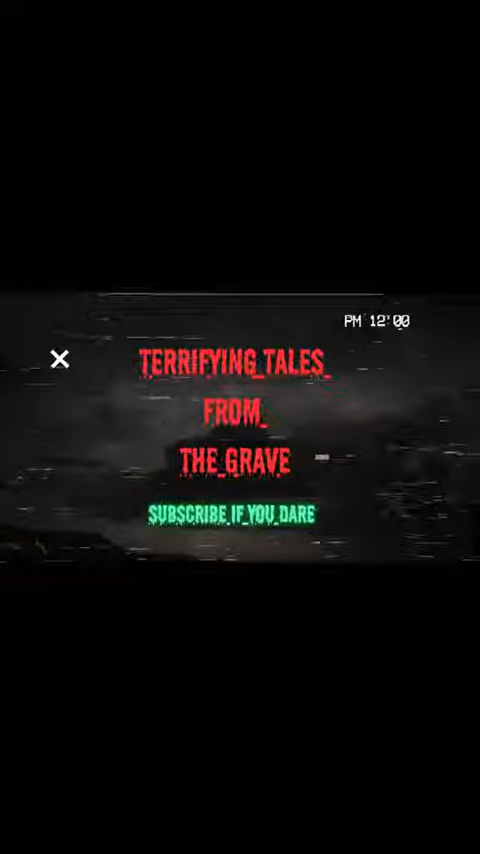 PM 12:00
TERRIFYING_TALES_
FROM_
THE_GRAVE
SUBSCRIBE_IF_YOU_DARE